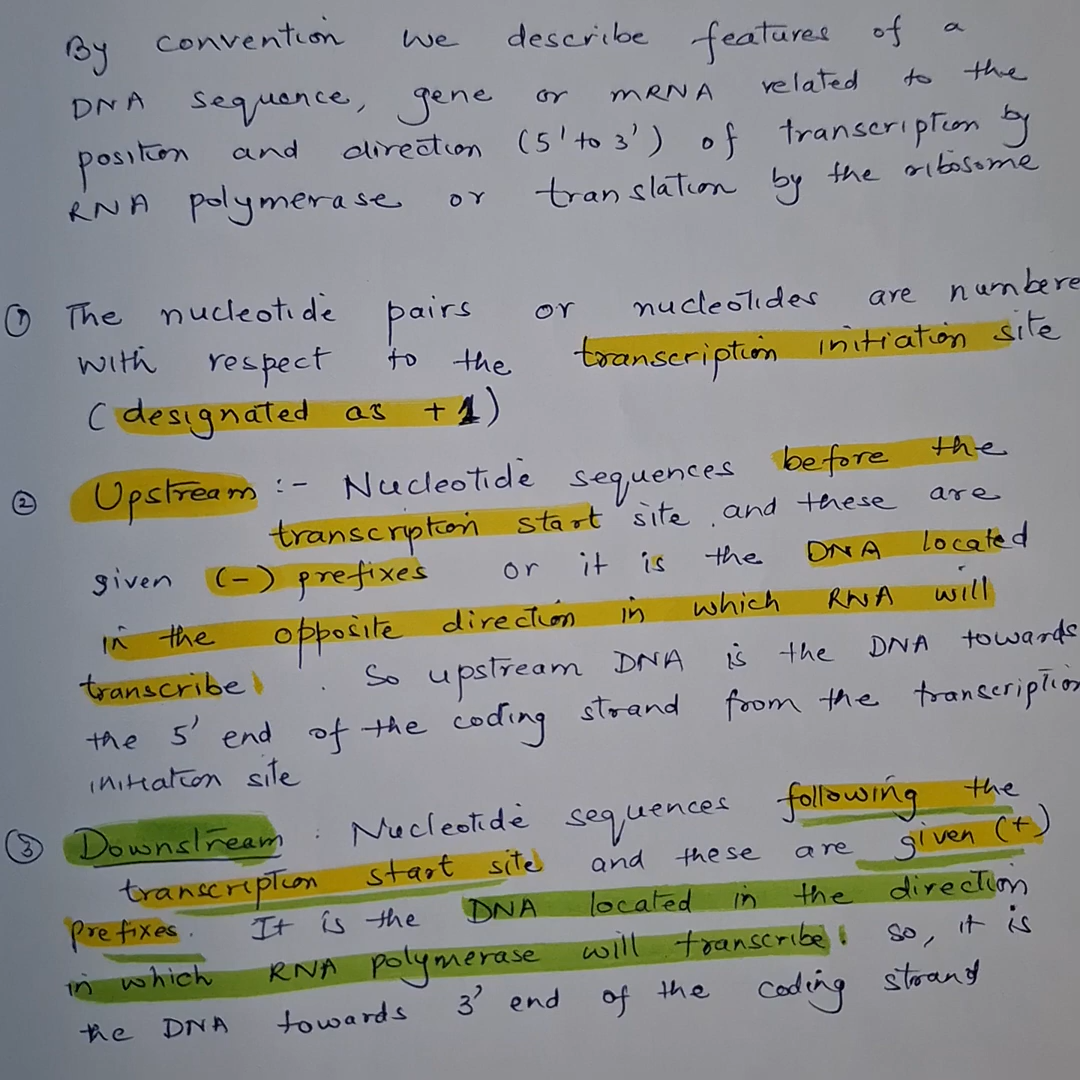 By convention we describe features of a
DNA sequence, gene or mRNA related to the
position and direction (5' to 3') of transcription by
RNA polymerase or translation by the ribosome
① The nucleotide pairs or nucleotides are numbere
with respect to the transcription initiation site
(designated as +1)
② Upstream :- Nucleotide sequences before the
transcription start site and these are
given (-) prefixes or it is the DNA located
in the opposite direction in which RNA will
transcribe. So upstream DNA is the DNA towards
the 5' end of the coding strand from the transcription
initiation site
③ Downstream : Nucleotide sequences following the
transcription start site and these are given (+)
prefixes. It is the DNA located in the direction
in which RNA polymerase will transcribe. so, it is
the DNA towards 3' end of the coding strand